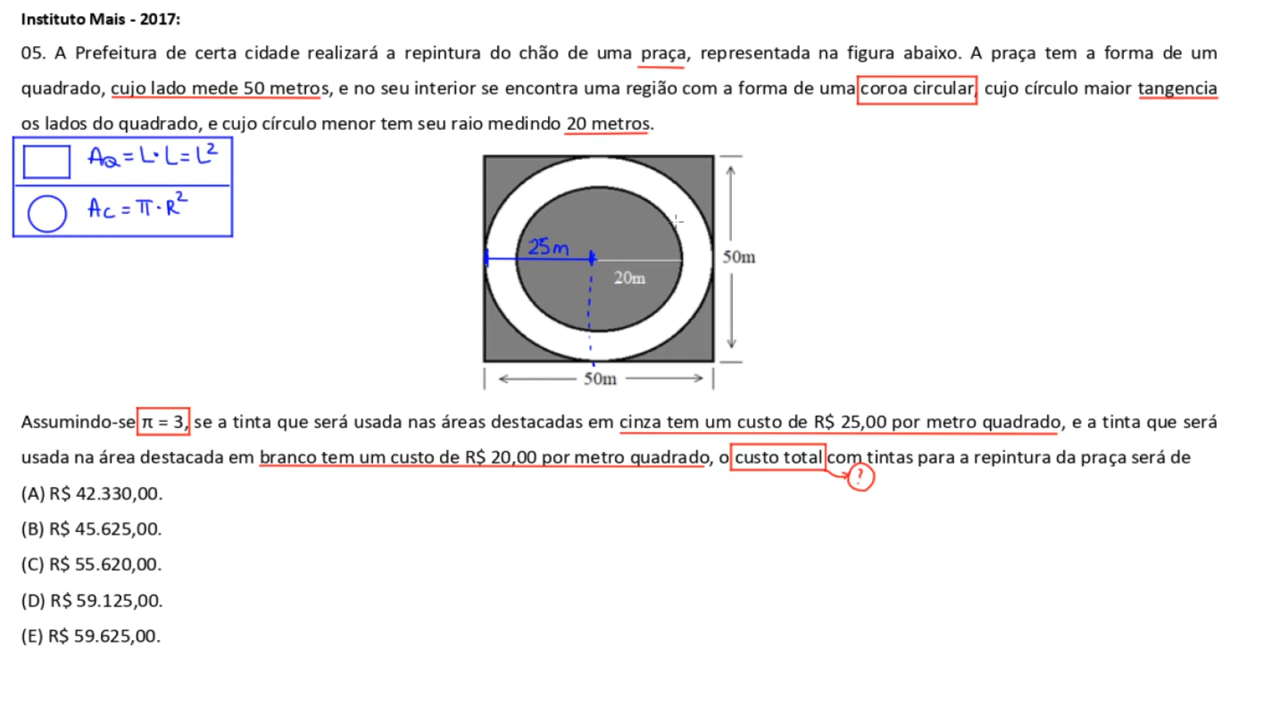 Instituto Mais - 2017:
05. A Prefeitura de certa cidade realizará a repintura do chão de uma praça, representada na figura abaixo. A praça tem a forma de um
quadrado, cujo lado mede 50 metros, e no seu interior se encontra uma região com a forma de uma coroa circular, cujo círculo maior tangencia
os lados do quadrado, e cujo círculo menor tem seu raio medindo 20 metros.
AQ = L·L = L²
AC = π·R²
25m
20m
50m
50m
Assumindo-se π = 3, se a tinta que será usada nas áreas destacadas em cinza tem um custo de R$ 25,00 por metro quadrado, e a tinta que será
usada na área destacada em branco tem um custo de R$ 20,00 por metro quadrado, o custo total com tintas para a repintura da praça será de
?
(A) R$ 42.330,00.
(B) R$ 45.625,00.
(C) R$ 55.620,00.
(D) R$ 59.125,00.
(E) R$ 59.625,00.